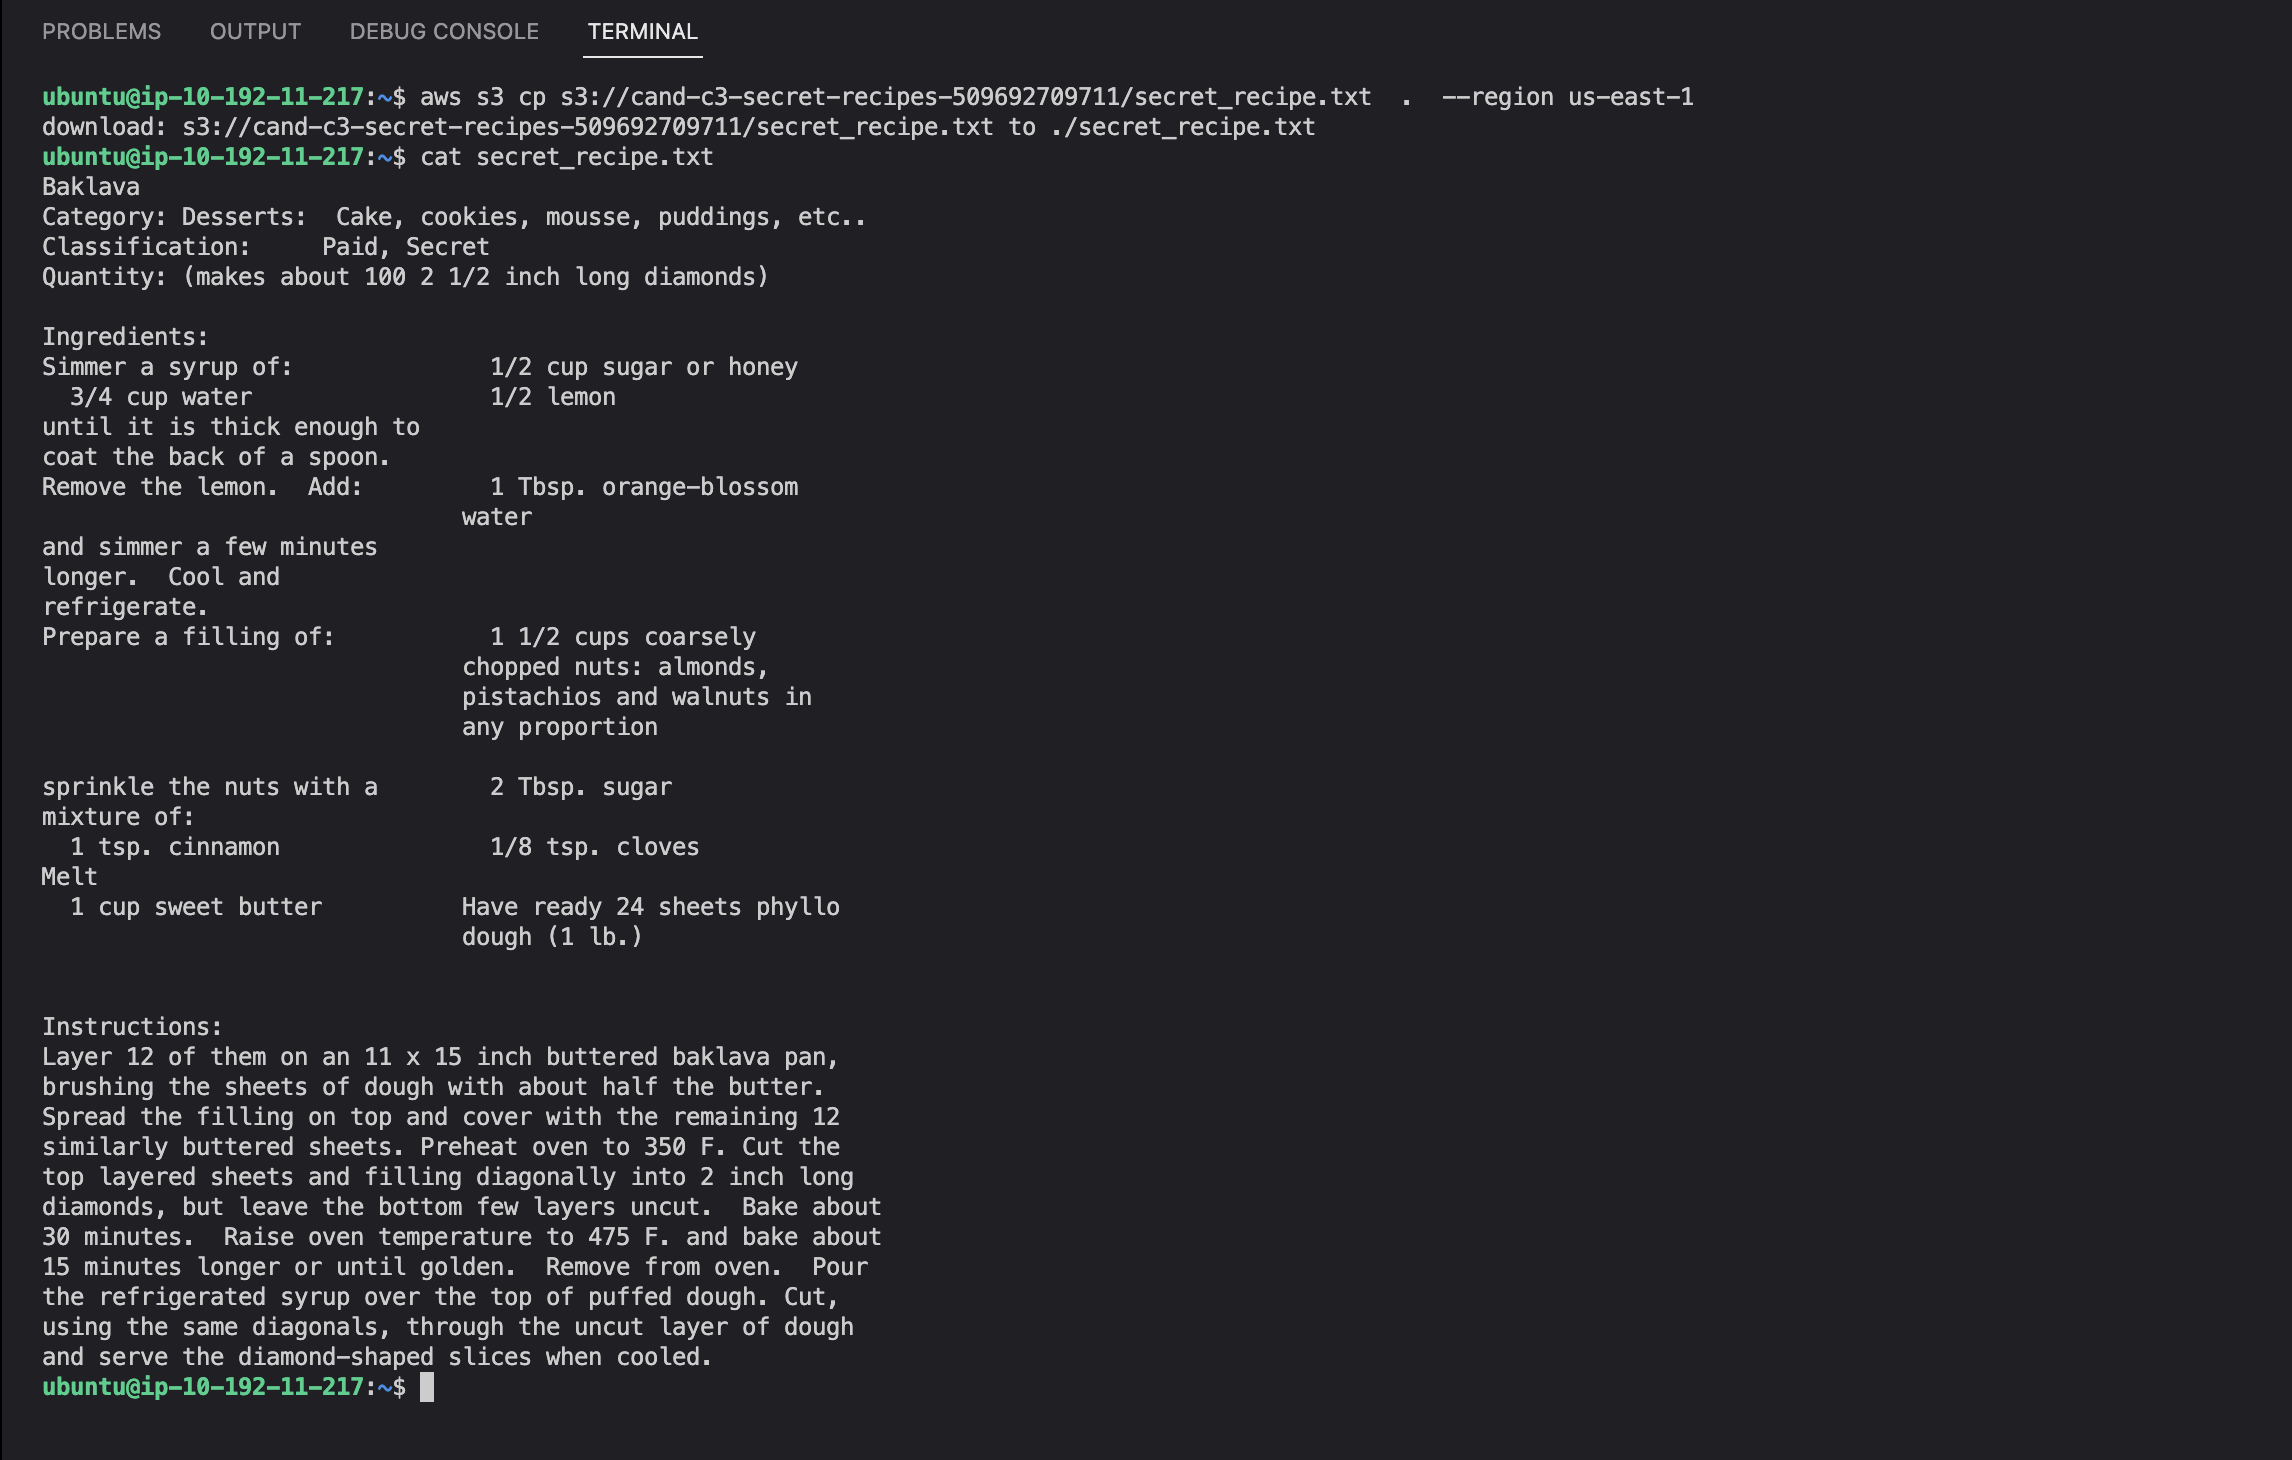 PROBLEMS OUTPUT DEBUG CONSOLE TERMINAL
ubuntu@ip-10-192-11-217:~$ aws s3 cp s3://cand-c3-secret-recipes-509692709711/secret_recipe.txt  .  --region us-east-1
download: s3://cand-c3-secret-recipes-509692709711/secret_recipe.txt to ./secret_recipe.txt
ubuntu@ip-10-192-11-217:~$ cat secret_recipe.txt
Baklava
Category: Desserts:  Cake, cookies, mousse, puddings, etc..
Classification:     Paid, Secret
Quantity: (makes about 100 2 1/2 inch long diamonds)

Ingredients:
Simmer a syrup of:              1/2 cup sugar or honey
  3/4 cup water                 1/2 lemon
until it is thick enough to
coat the back of a spoon.
Remove the lemon.  Add:         1 Tbsp. orange-blossom
                              water
and simmer a few minutes
longer.  Cool and
refrigerate.
Prepare a filling of:           1 1/2 cups coarsely
                              chopped nuts: almonds,
                              pistachios and walnuts in
                              any proportion

sprinkle the nuts with a        2 Tbsp. sugar
mixture of:
  1 tsp. cinnamon               1/8 tsp. cloves
Melt
  1 cup sweet butter          Have ready 24 sheets phyllo
                              dough (1 lb.)

Instructions:
Layer 12 of them on an 11 x 15 inch buttered baklava pan,
brushing the sheets of dough with about half the butter.
Spread the filling on top and cover with the remaining 12
similarly buttered sheets. Preheat oven to 350 F. Cut the
top layered sheets and filling diagonally into 2 inch long
diamonds, but leave the bottom few layers uncut.  Bake about
30 minutes.  Raise oven temperature to 475 F. and bake about
15 minutes longer or until golden.  Remove from oven.  Pour
the refrigerated syrup over the top of puffed dough. Cut,
using the same diagonals, through the uncut layer of dough
and serve the diamond-shaped slices when cooled.
ubuntu@ip-10-192-11-217:~$